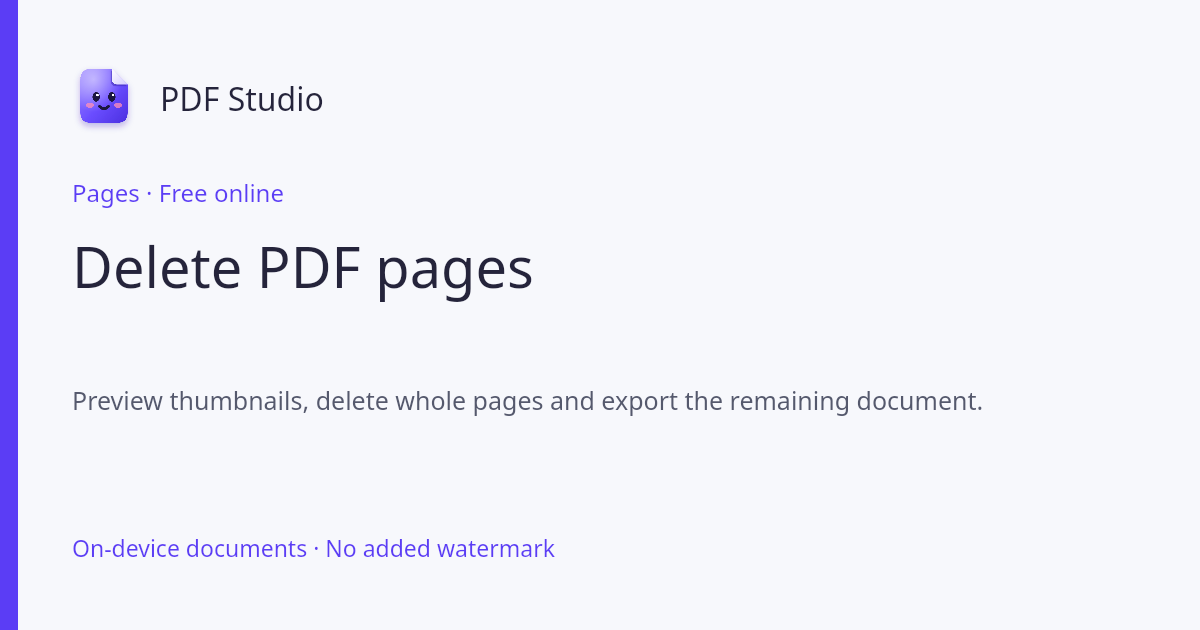 PDF Studio
Pages · Free online
Delete PDF pages
Preview thumbnails, delete whole pages and export the remaining document.
On-device documents · No added watermark